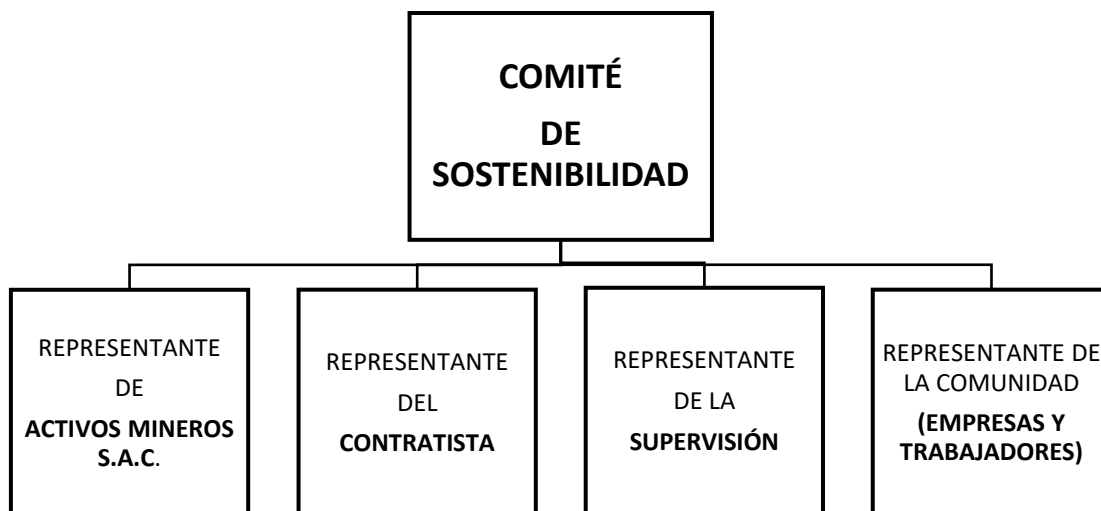 COMITÉ
DE
SOSTENIBILIDAD
REPRESENTANTE
DE
ACTIVOS MINEROS
S.A.C.
REPRESENTANTE
DEL
CONTRATISTA
REPRESENTANTE
DE LA
SUPERVISIÓN
REPRESENTANTE DE
LA COMUNIDAD
(EMPRESAS Y
TRABAJADORES)